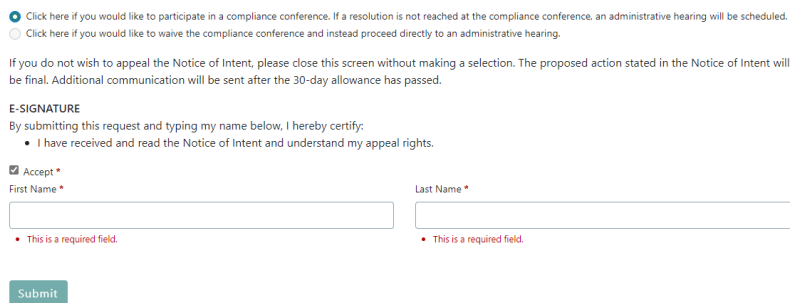 Click here if you would like to participate in a compliance conference. If a resolution is not reached at the compliance conference, an administrative hearing will be scheduled.
Click here if you would like to waive the compliance conference and instead proceed directly to an administrative hearing.
If you do not wish to appeal the Notice of Intent, please close this screen without making a selection. The proposed action stated in the Notice of Intent will
be final. Additional communication will be sent after the 30-day allowance has passed.
E-SIGNATURE
By submitting this request and typing my name below, I hereby certify:
• I have received and read the Notice of Intent and understand my appeal rights.
Accept *
First Name * Last Name *
• This is a required field. • This is a required field.
Submit